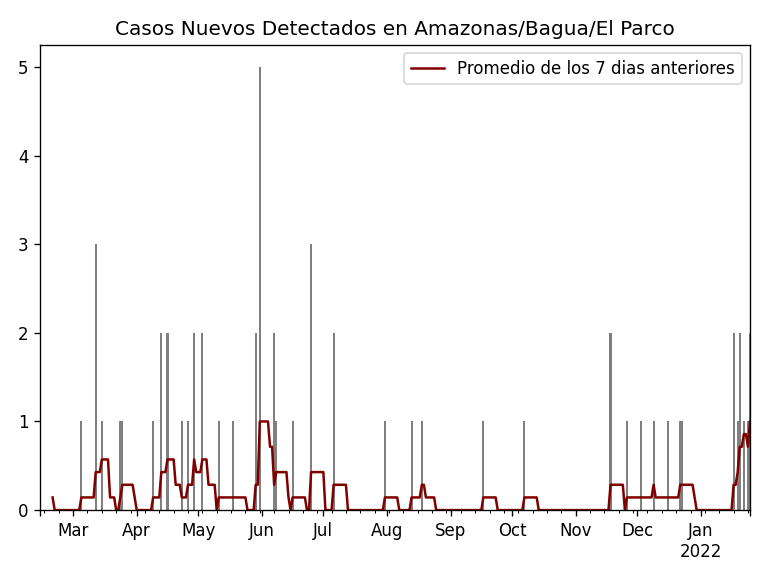 Casos Nuevos Detectados en Amazonas/Bagua/El Parco
Promedio de los 7 dias anteriores
5
4
3
2
1
0
Mar Apr May Jun Jul Aug Sep Oct Nov Dec Jan
2022